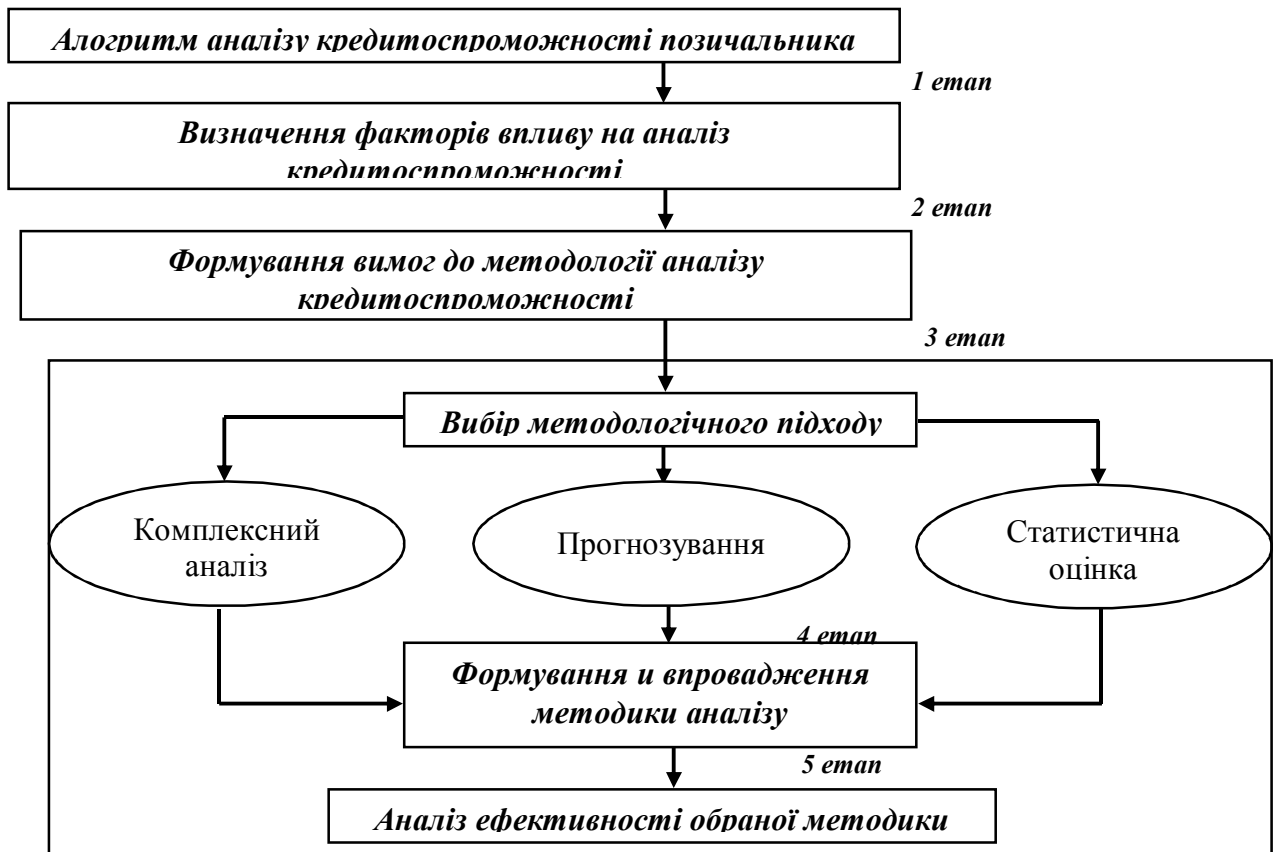 Алогритм аналізу кредитоспроможності позичальника
1 етап
Визначення факторів впливу на аналіз
кредитоспроможності
2 етап
Формування вимог до методології аналізу
кредитоспроможності
3 етап
Вибір методологічного підходу
Комплексний
аналіз
Прогнозування
Статистична
оцінка
4 етап
Формування и впровадження
методики аналізу
5 етап
Аналіз ефективності обраної методики